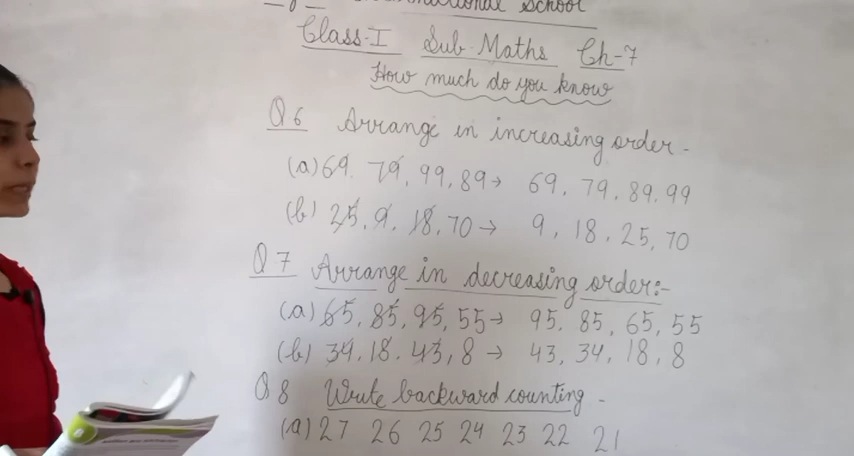 School
Class-I Sub-Maths Ch-7
How much do you know
Q 6 Arrange in increasing order -
(a) 69. 79, 99, 89→ 69, 79, 89, 99
(b) 25, 9, 18, 70→ 9, 18, 25, 70
Q 7 Arrange in decreasing order:-
(a) 65, 85, 95, 55→ 95, 85, 65, 55
(b) 34, 18, 43, 8 → 43, 34, 18, 8
Q 8 Write backward counting -
(a) 27 26 25 24 23 22 21